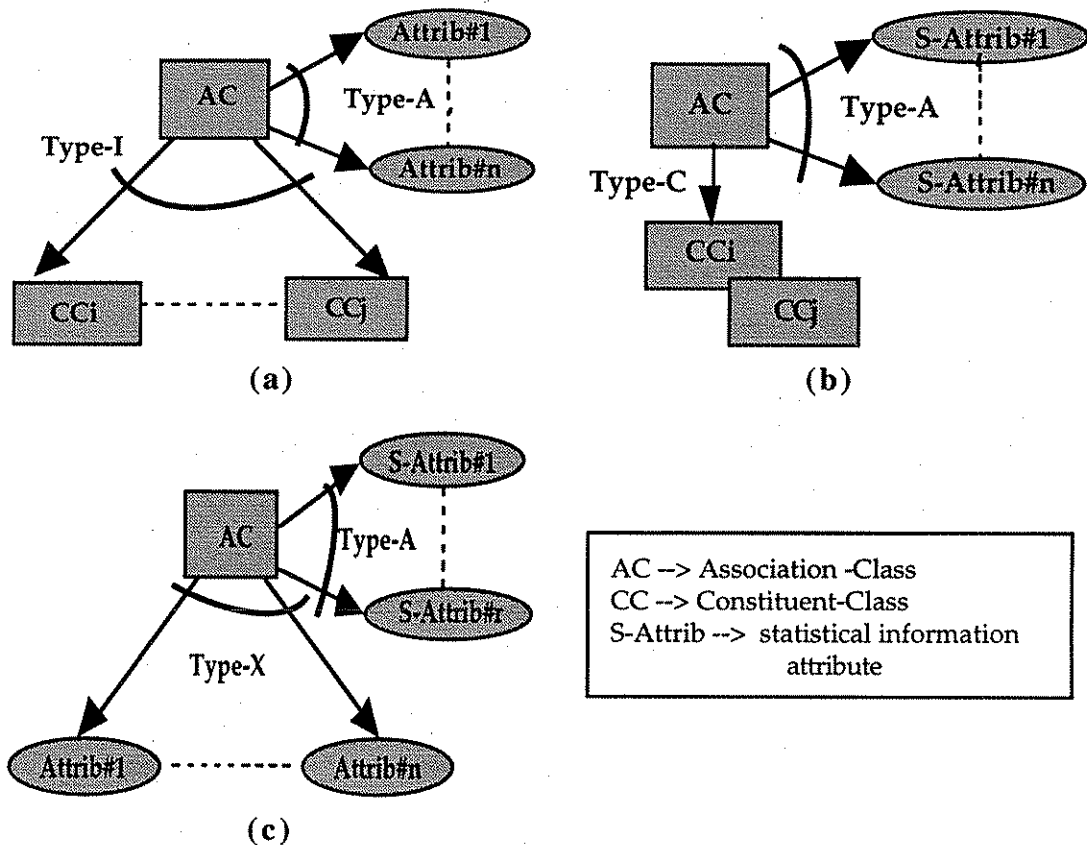 Attrib#1
AC
Type-A
Type-I
Attrib#n
CCi
CCj
(a)
S-Attrib#1
AC
Type-A
Type-C
S-Attrib#n
CCi
CCj
(b)
S-Attrib#1
AC
Type-A
S-Attrib#r
Type-X
Attrib#1
Attrib#n
(c)
AC --> Association -Class
CC --> Constituent-Class
S-Attrib --> statistical information
attribute